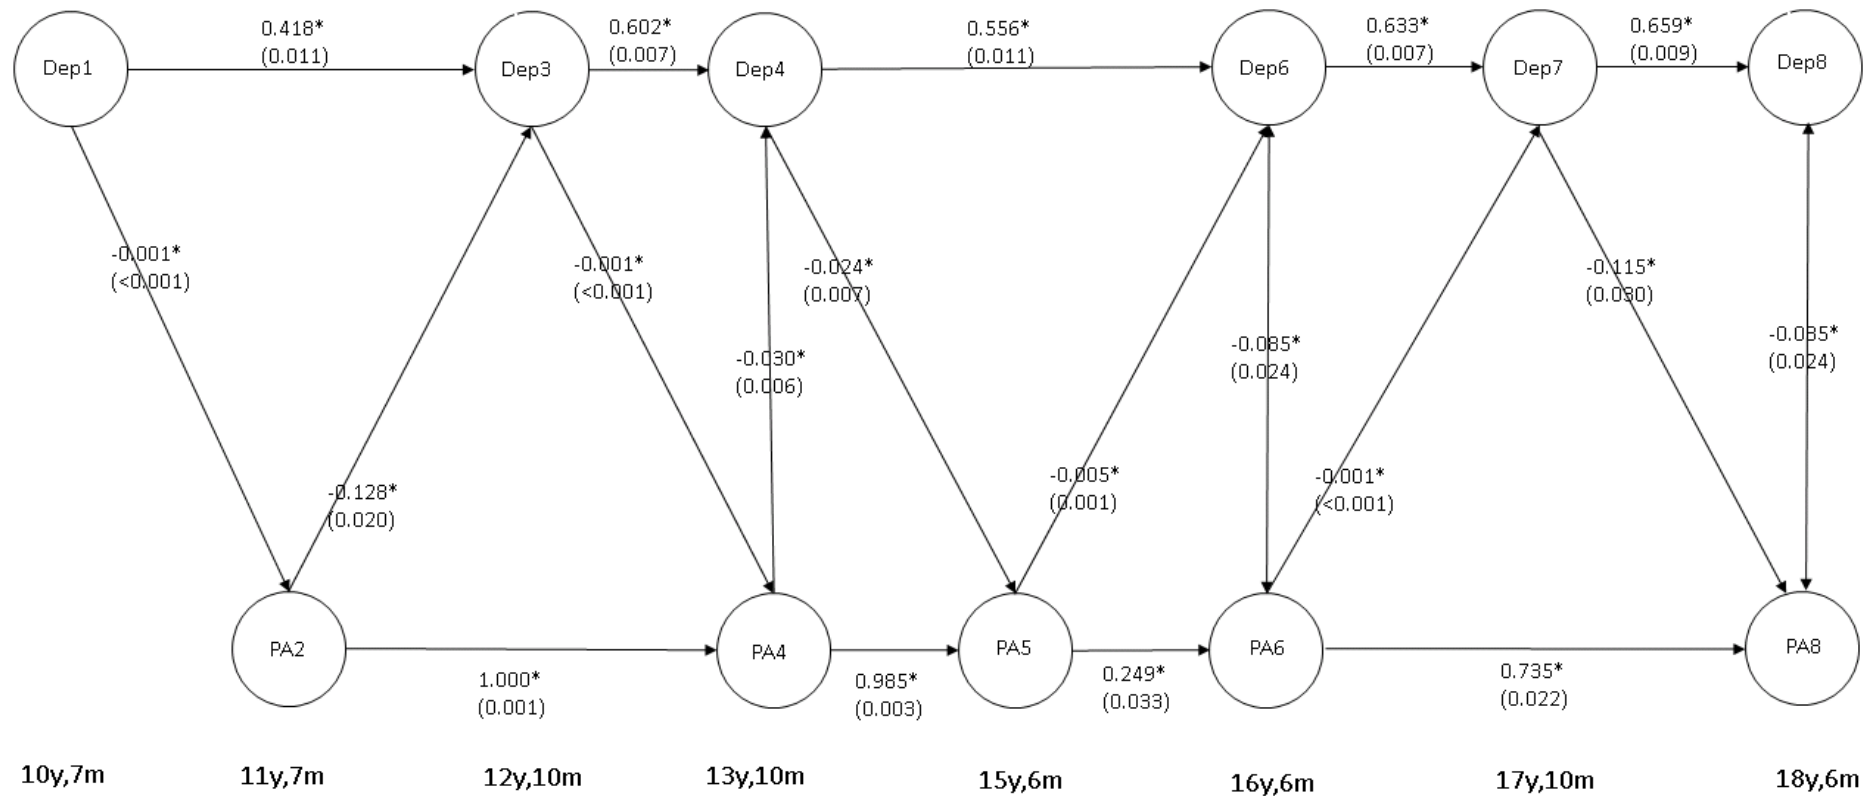 0.418*
(0.011)
0.602*
(0.007)
0.556*
(0.011)
0.633*
(0.007)
0.659*
(0.009)
Dep1
Dep3
Dep4
Dep6
Dep7
Dep8
-0.001*
(<0.001)
-0.001*
(<0.001)
-0.024*
(0.007)
-0.115*
(0.030)
-0.030*
(0.006)
-0.085*
(0.024)
-0.085*
(0.024)
-0.128*
(0.020)
-0.005*
(0.001)
-0.001*
(<0.001)
PA2
PA4
PA5
PA6
PA8
1.000*
(0.001)
0.985*
(0.003)
0.249*
(0.033)
0.735*
(0.022)
10y,7m
11y,7m
12y,10m
13y,10m
15y,6m
16y,6m
17y,10m
18y,6m